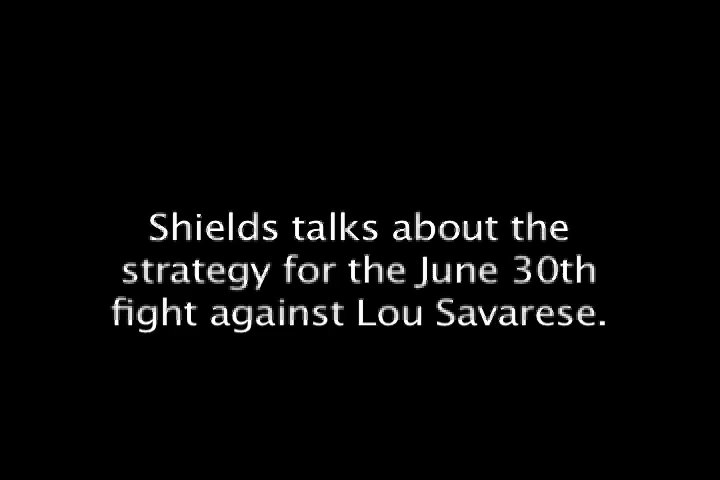 Shields talks about the
strategy for the June 30th
fight against Lou Savarese.